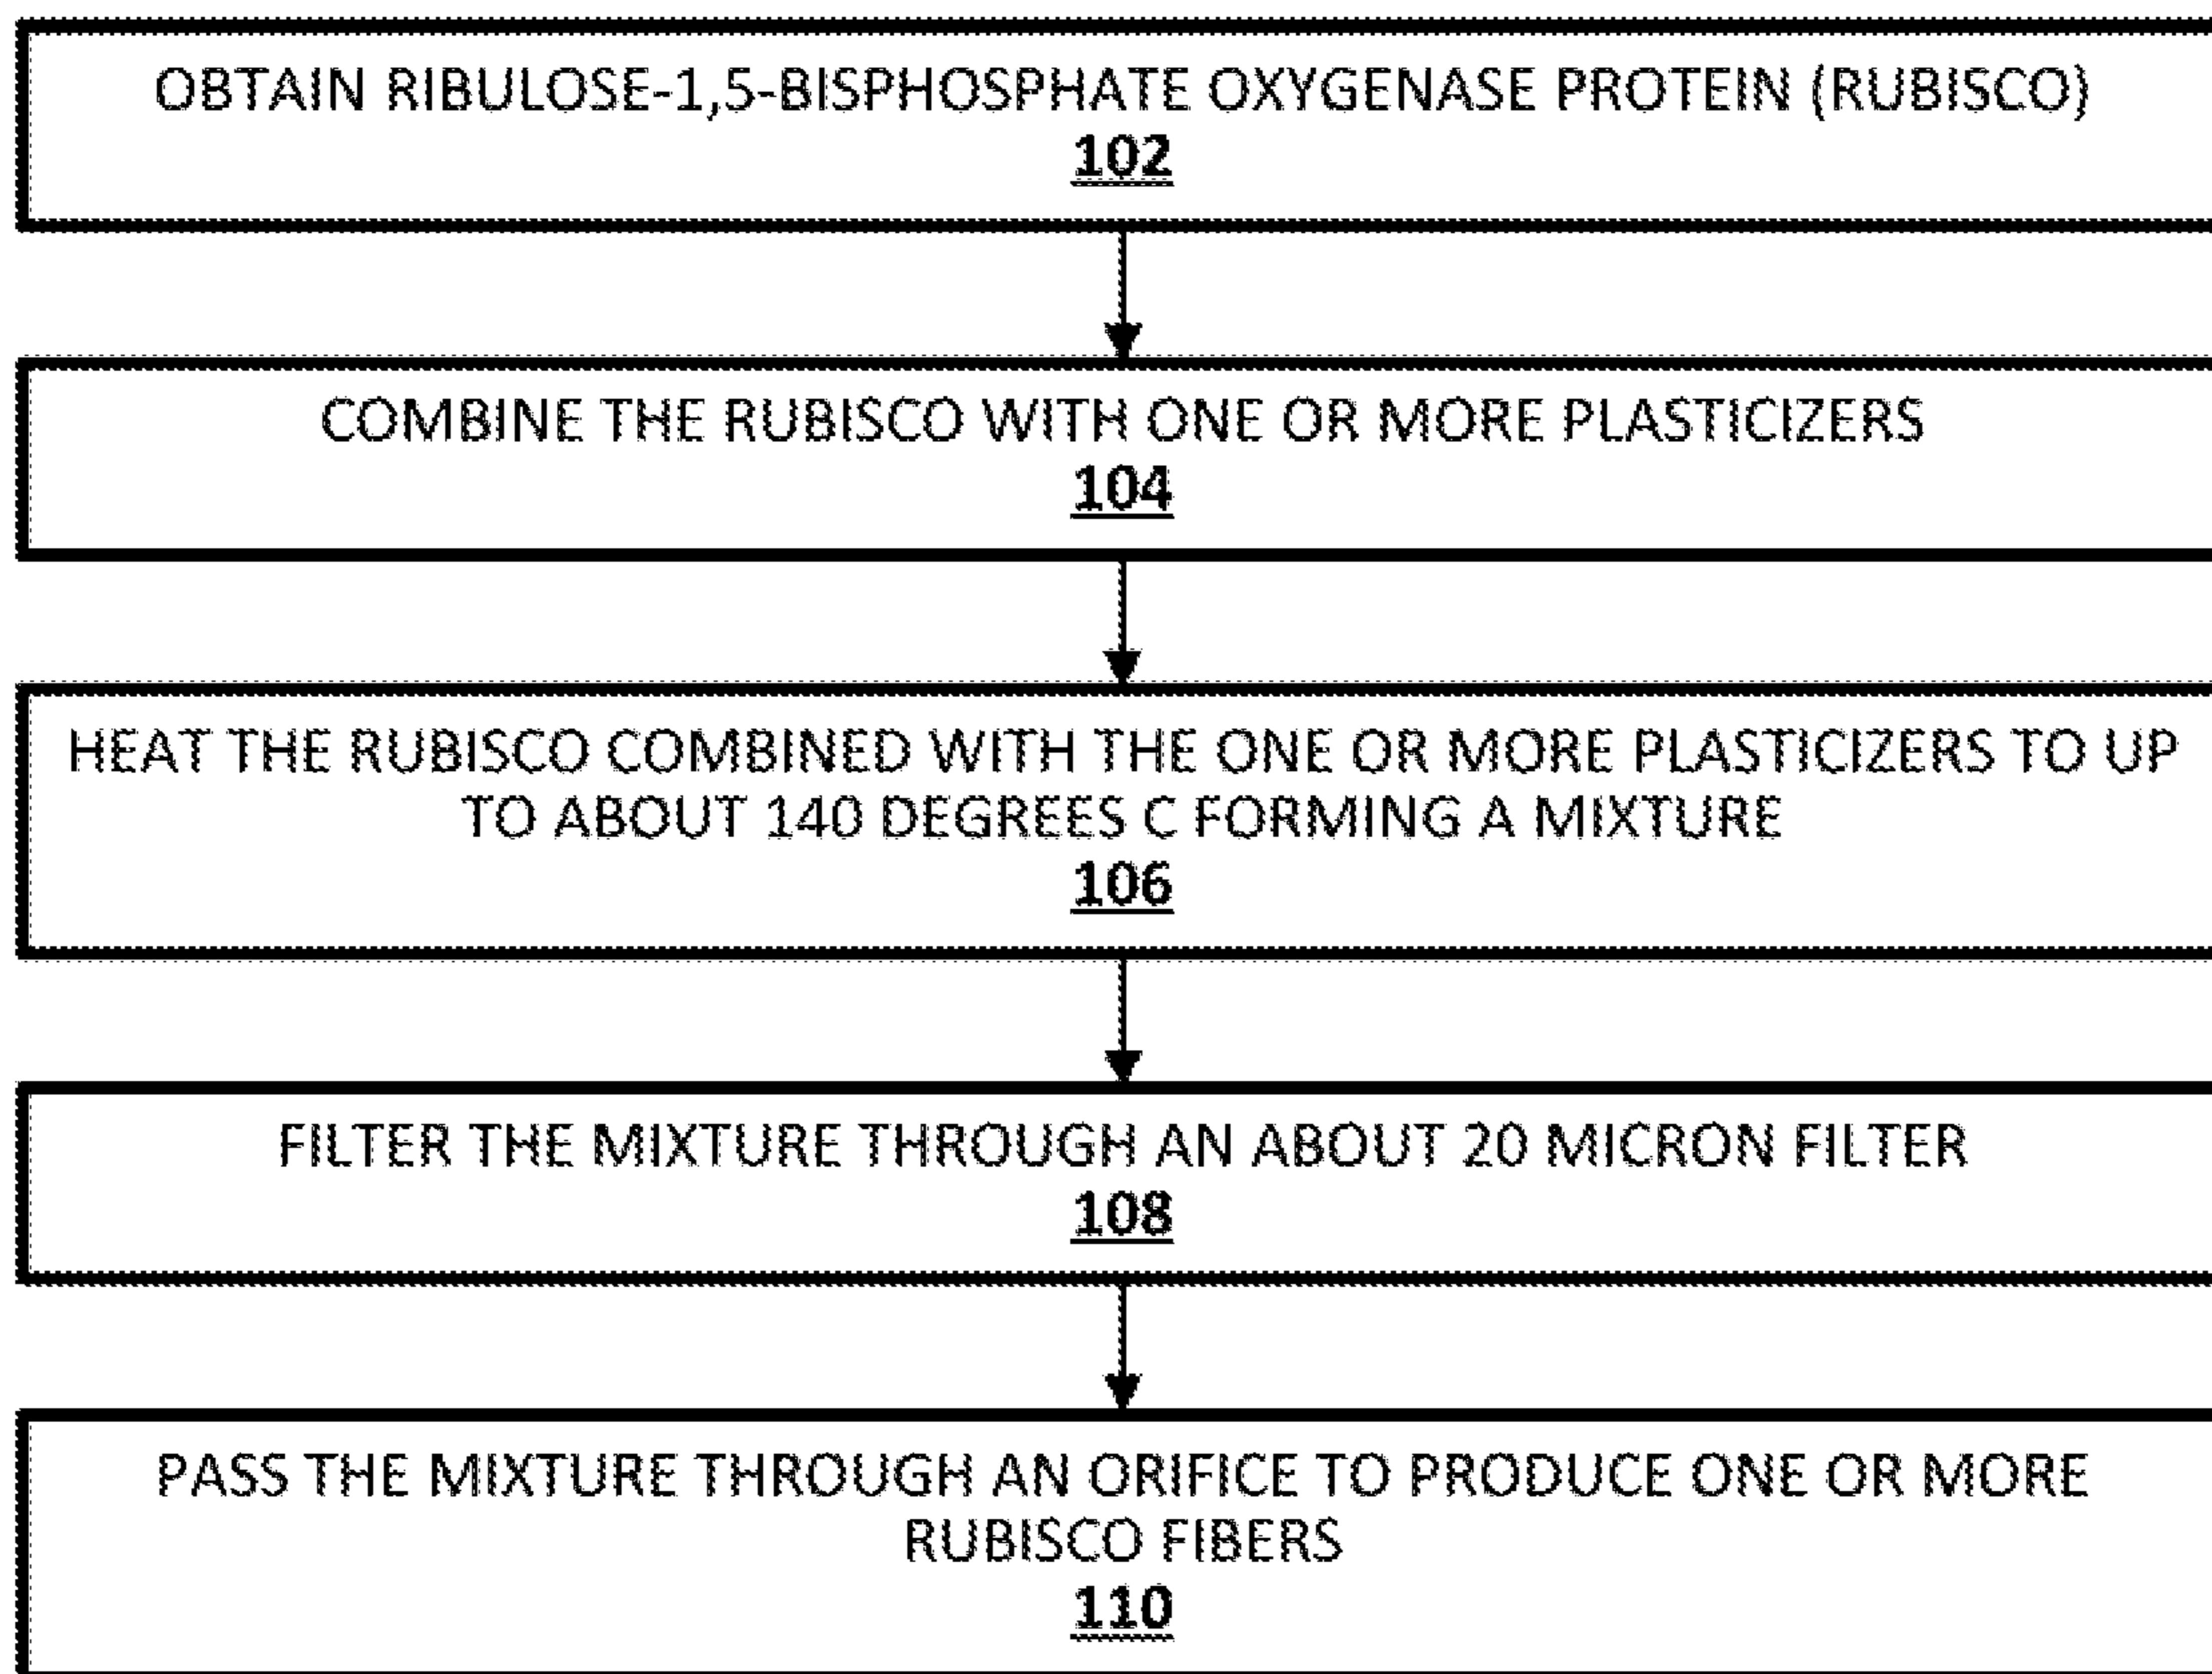 OBTAIN RIBULOSE-1,5-BISPHOSPHATE OXYGENASE PROTEIN (RUBISCO)
102
COMBINE THE RUBISCO WITH ONE OR MORE PLASTICIZERS
104
HEAT THE RUBISCO COMBINED WITH THE ONE OR MORE PLASTICIZERS TO UP
TO ABOUT 140 DEGREES C FORMING A MIXTURE
106
FILTER THE MIXTURE THROUGH AN ABOUT 20 MICRON FILTER
108
PASS THE MIXTURE THROUGH AN ORIFICE TO PRODUCE ONE OR MORE
RUBISCO FIBERS
110